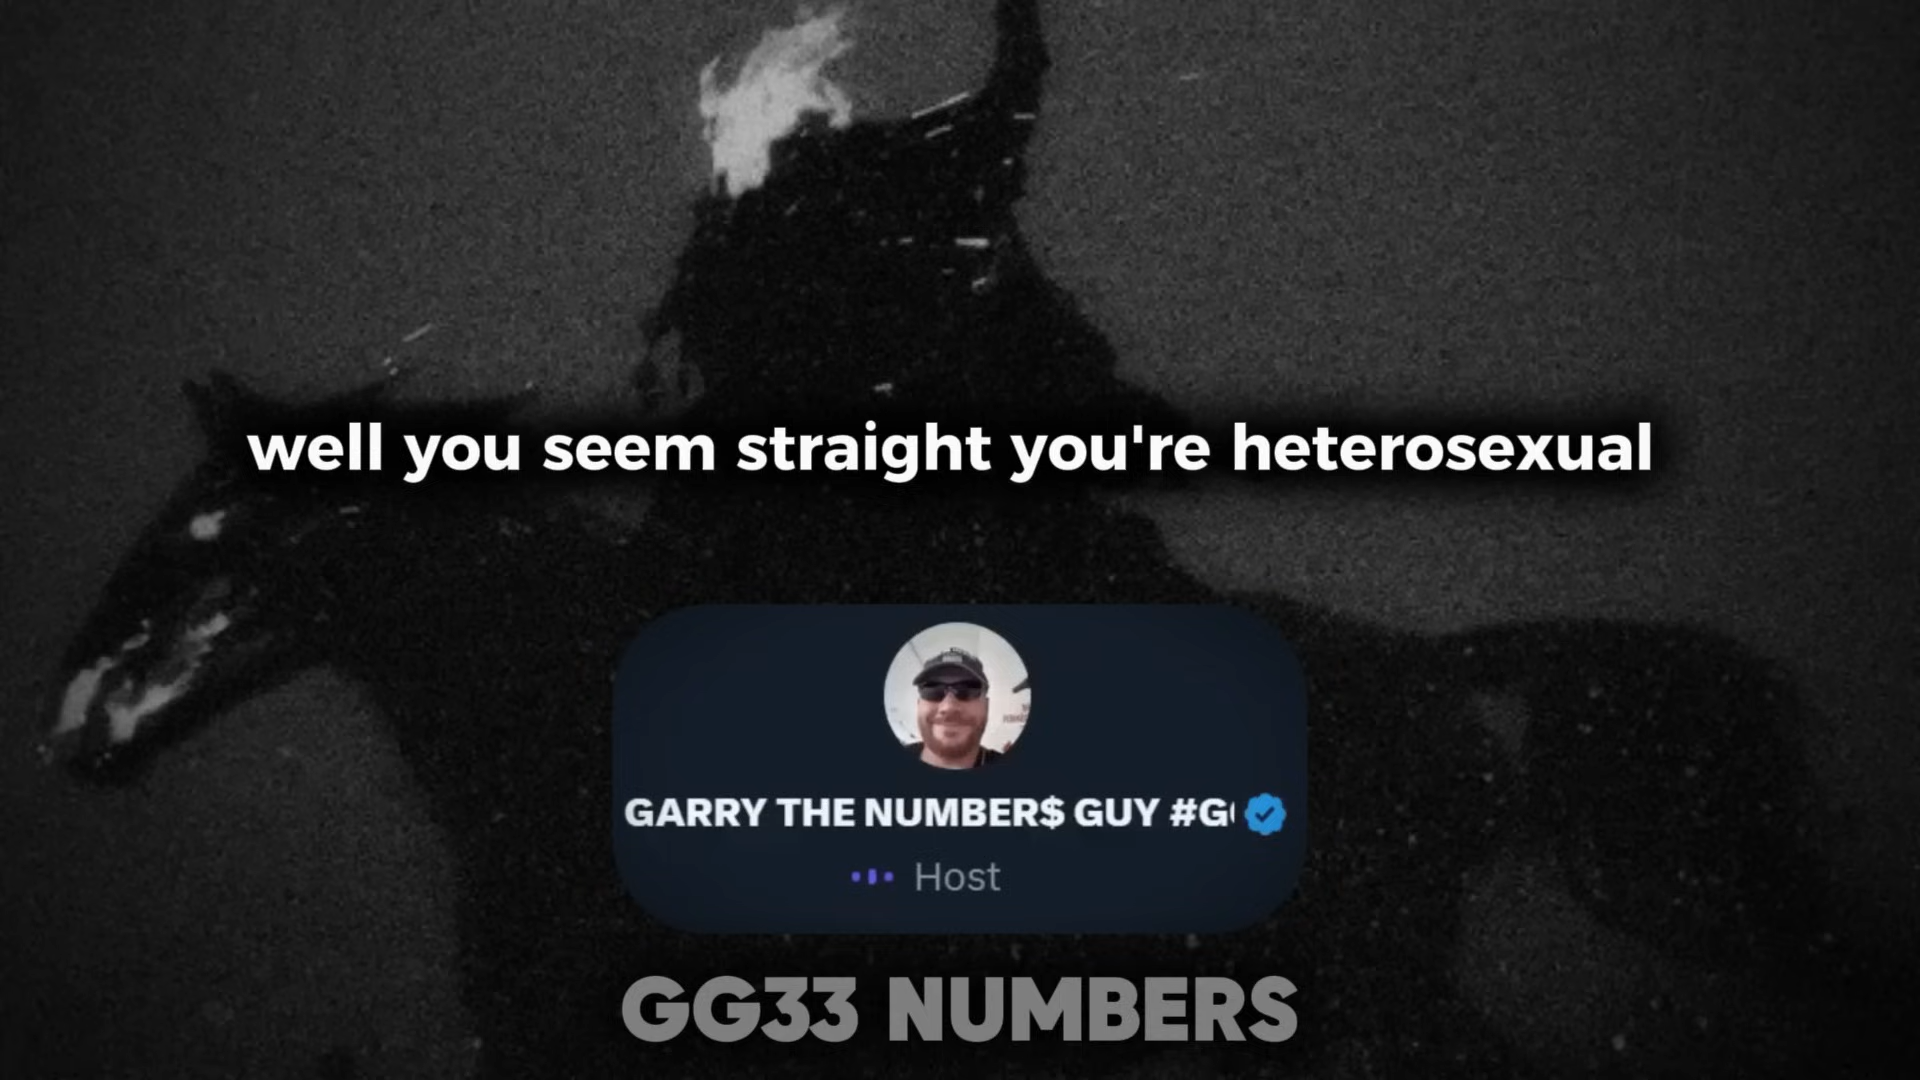 well you seem straight you're heterosexual
GARRY THE NUMBER$ GUY #G
Host
GG33 NUMBERS